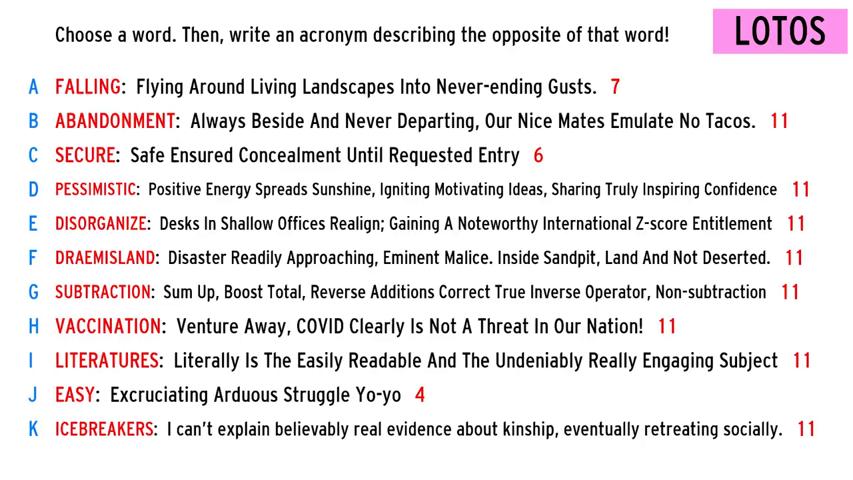 Choose a word. Then, write an acronym describing the opposite of that word!
LOTOS
A FALLING: Flying Around Living Landscapes Into Never-ending Gusts. 7
B ABANDONMENT: Always Beside And Never Departing, Our Nice Mates Emulate No Tacos. 11
C SECURE: Safe Ensured Concealment Until Requested Entry 6
D PESSIMISTIC: Positive Energy Spreads Sunshine, Igniting Motivating Ideas, Sharing Truly Inspiring Confidence 11
E DISORGANIZE: Desks In Shallow Offices Realign; Gaining A Noteworthy International Z-score Entitlement 11
F DRAEMISLAND: Disaster Readily Approaching, Eminent Malice. Inside Sandpit, Land And Not Deserted. 11
G SUBTRACTION: Sum Up, Boost Total, Reverse Additions Correct True Inverse Operator, Non-subtraction 11
H VACCINATION: Venture Away, COVID Clearly Is Not A Threat In Our Nation! 11
I LITERATURES: Literally Is The Easily Readable And The Undeniably Really Engaging Subject 11
J EASY: Excruciating Arduous Struggle Yo-yo 4
K ICEBREAKERS: I can't explain believably real evidence about kinship, eventually retreating socially. 11